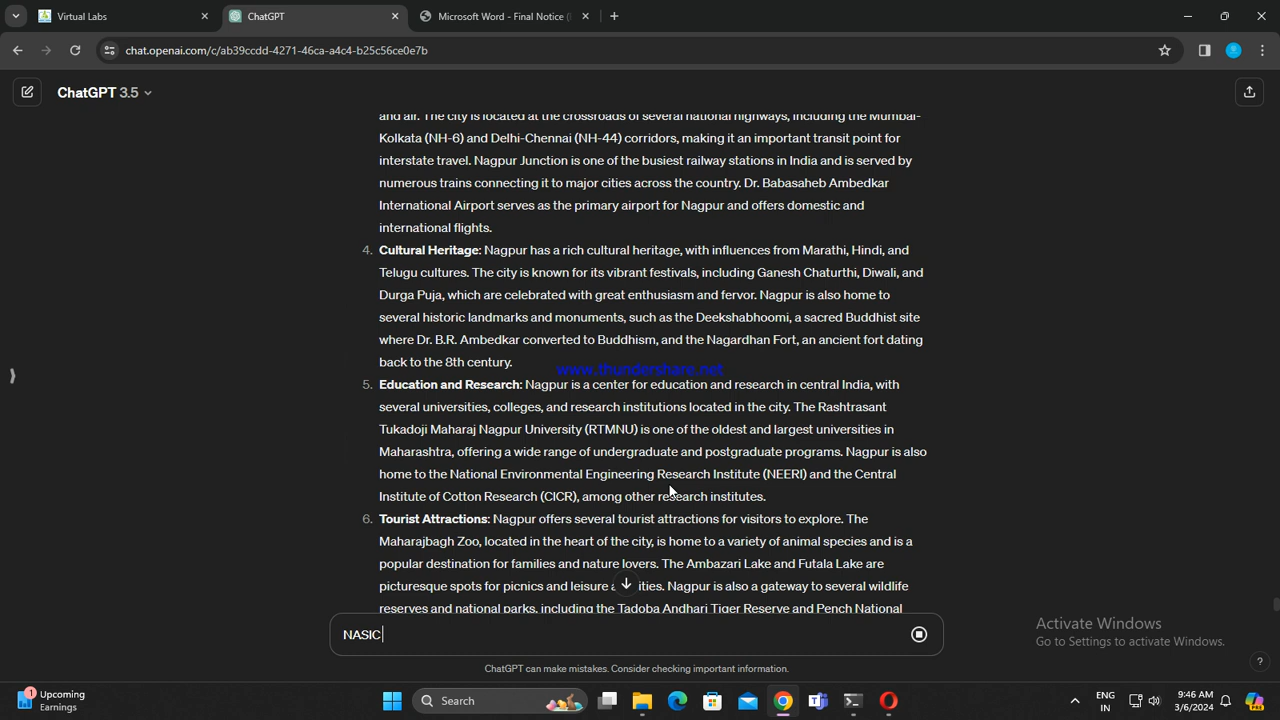 Virtual Labs
ChatGPT
Microsoft Word - Final Notice (
chat.openai.com/c/ab39ccdd-4271-46ca-a4c4-b25c56ce0e7b
ChatGPT 3.5
and air. The city is located at the crossroads of several national highways, including the Mumbai-
Kolkata (NH-6) and Delhi-Chennai (NH-44) corridors, making it an important transit point for
interstate travel. Nagpur Junction is one of the busiest railway stations in India and is served by
numerous trains connecting it to major cities across the country. Dr. Babasaheb Ambedkar
International Airport serves as the primary airport for Nagpur and offers domestic and
international flights.
4. Cultural Heritage: Nagpur has a rich cultural heritage, with influences from Marathi, Hindi, and
Telugu cultures. The city is known for its vibrant festivals, including Ganesh Chaturthi, Diwali, and
Durga Puja, which are celebrated with great enthusiasm and fervor. Nagpur is also home to
several historic landmarks and monuments, such as the Deekshabhoomi, a sacred Buddhist site
where Dr. B.R. Ambedkar converted to Buddhism, and the Nagardhan Fort, an ancient fort dating
back to the 8th century.
www.thundershare.net
5. Education and Research: Nagpur is a center for education and research in central India, with
several universities, colleges, and research institutions located in the city. The Rashtrasant
Tukadoji Maharaj Nagpur University (RTMNU) is one of the oldest and largest universities in
Maharashtra, offering a wide range of undergraduate and postgraduate programs. Nagpur is also
home to the National Environmental Engineering Research Institute (NEERI) and the Central
Institute of Cotton Research (CICR), among other research institutes.
6. Tourist Attractions: Nagpur offers several tourist attractions for visitors to explore. The
Maharajbagh Zoo, located in the heart of the city, is home to a variety of animal species and is a
popular destination for families and nature lovers. The Ambazari Lake and Futala Lake are
picturesque spots for picnics and leisure a ities. Nagpur is also a gateway to several wildlife
reserves and national parks, including the Tadoba Andhari Tiger Reserve and Pench National
NASIC
Activate Windows
Go to Settings to activate Windows.
ChatGPT can make mistakes. Consider checking important information.
?
1
Upcoming
Earnings
Search
ENG
IN
9:46 AM
3/6/2024
PRE